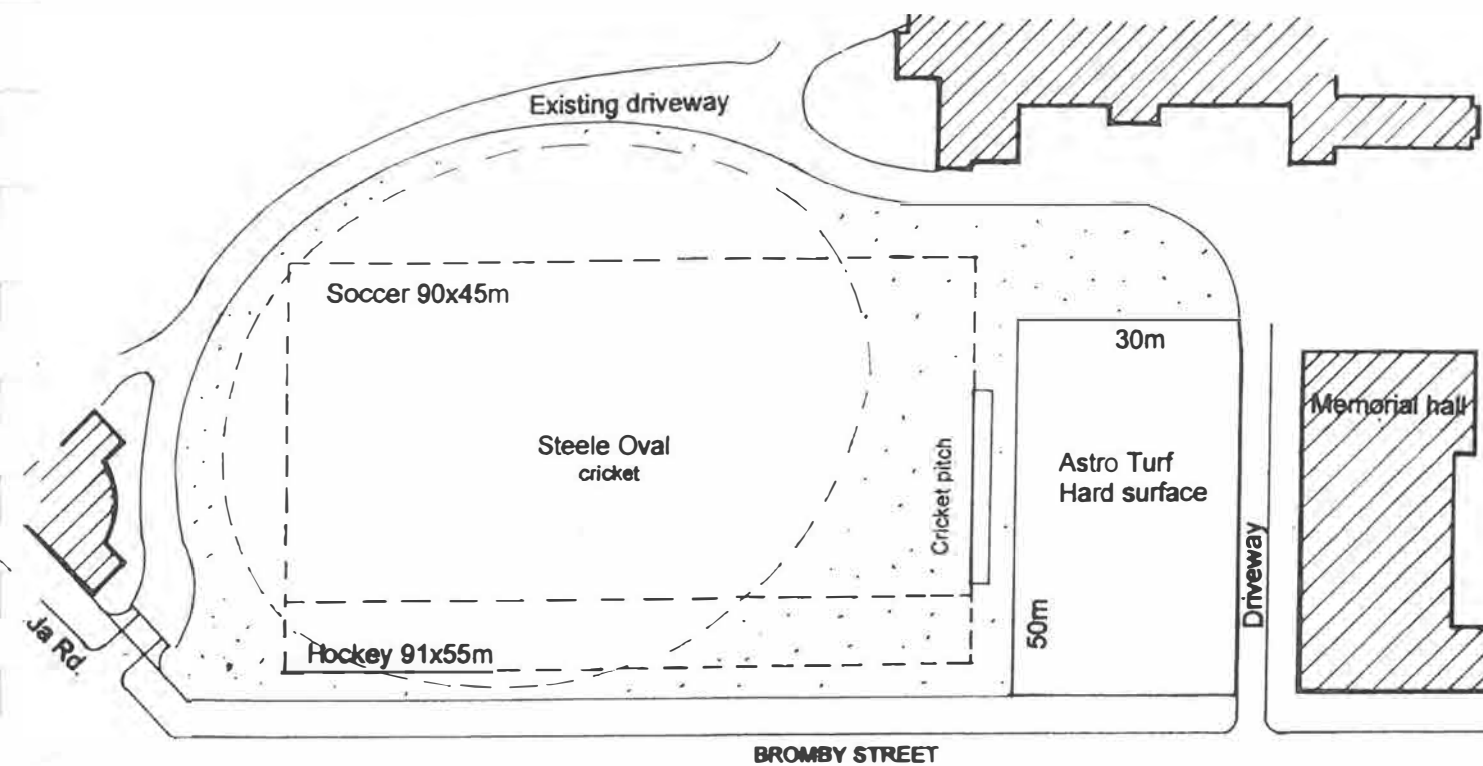 Existing driveway
Soccer 90x45m
30m
Memorial hall
Steele Oval
cricket
Cricket pitch
Astro Turf
Hard surface
Driveway
50m
Ja Rd.
Hockey 91x55m
BROMBY STREET